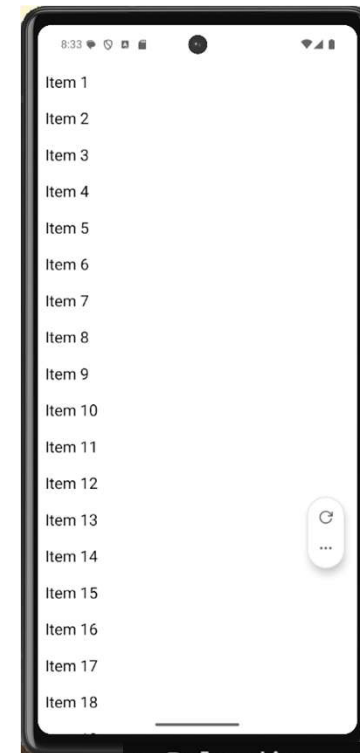 8:33
Item 1
Item 2
Item 3
Item 4
Item 5
Item 6
Item 7
Item 8
Item 9
Item 10
Item 11
Item 12
Item 13
Item 14
Item 15
Item 16
Item 17
Item 18